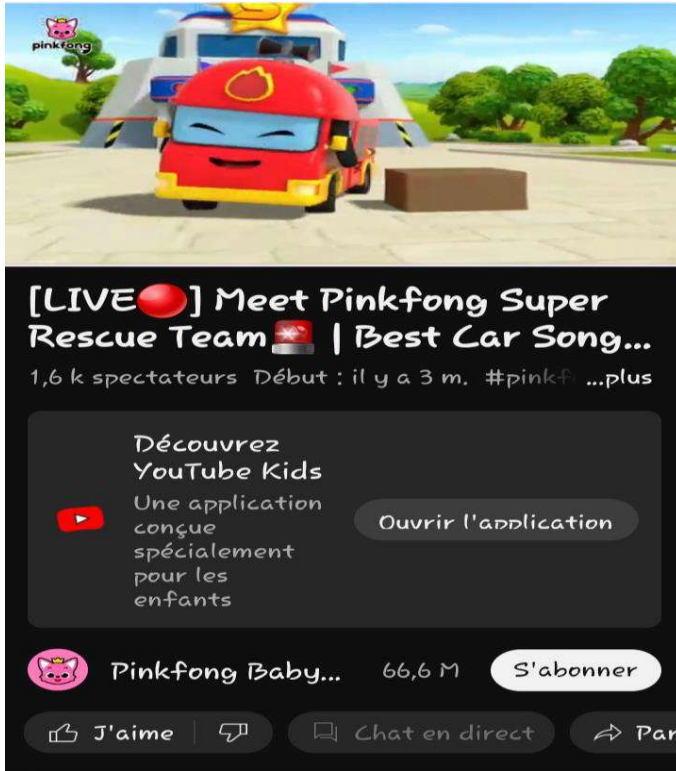 pinkfong
[LIVE🔴] Meet Pinkfong Super
Rescue Team🚨 | Best Car Song...
1,6 k spectateurs Début : il y a 3 m. #pinkf ...plus
Découvrez
YouTube Kids
Une application
conçue
spécialement
pour les
enfants
Ouvrir l'application
Pinkfong Baby... 66,6 M S'abonner
J'aime Chat en direct Par